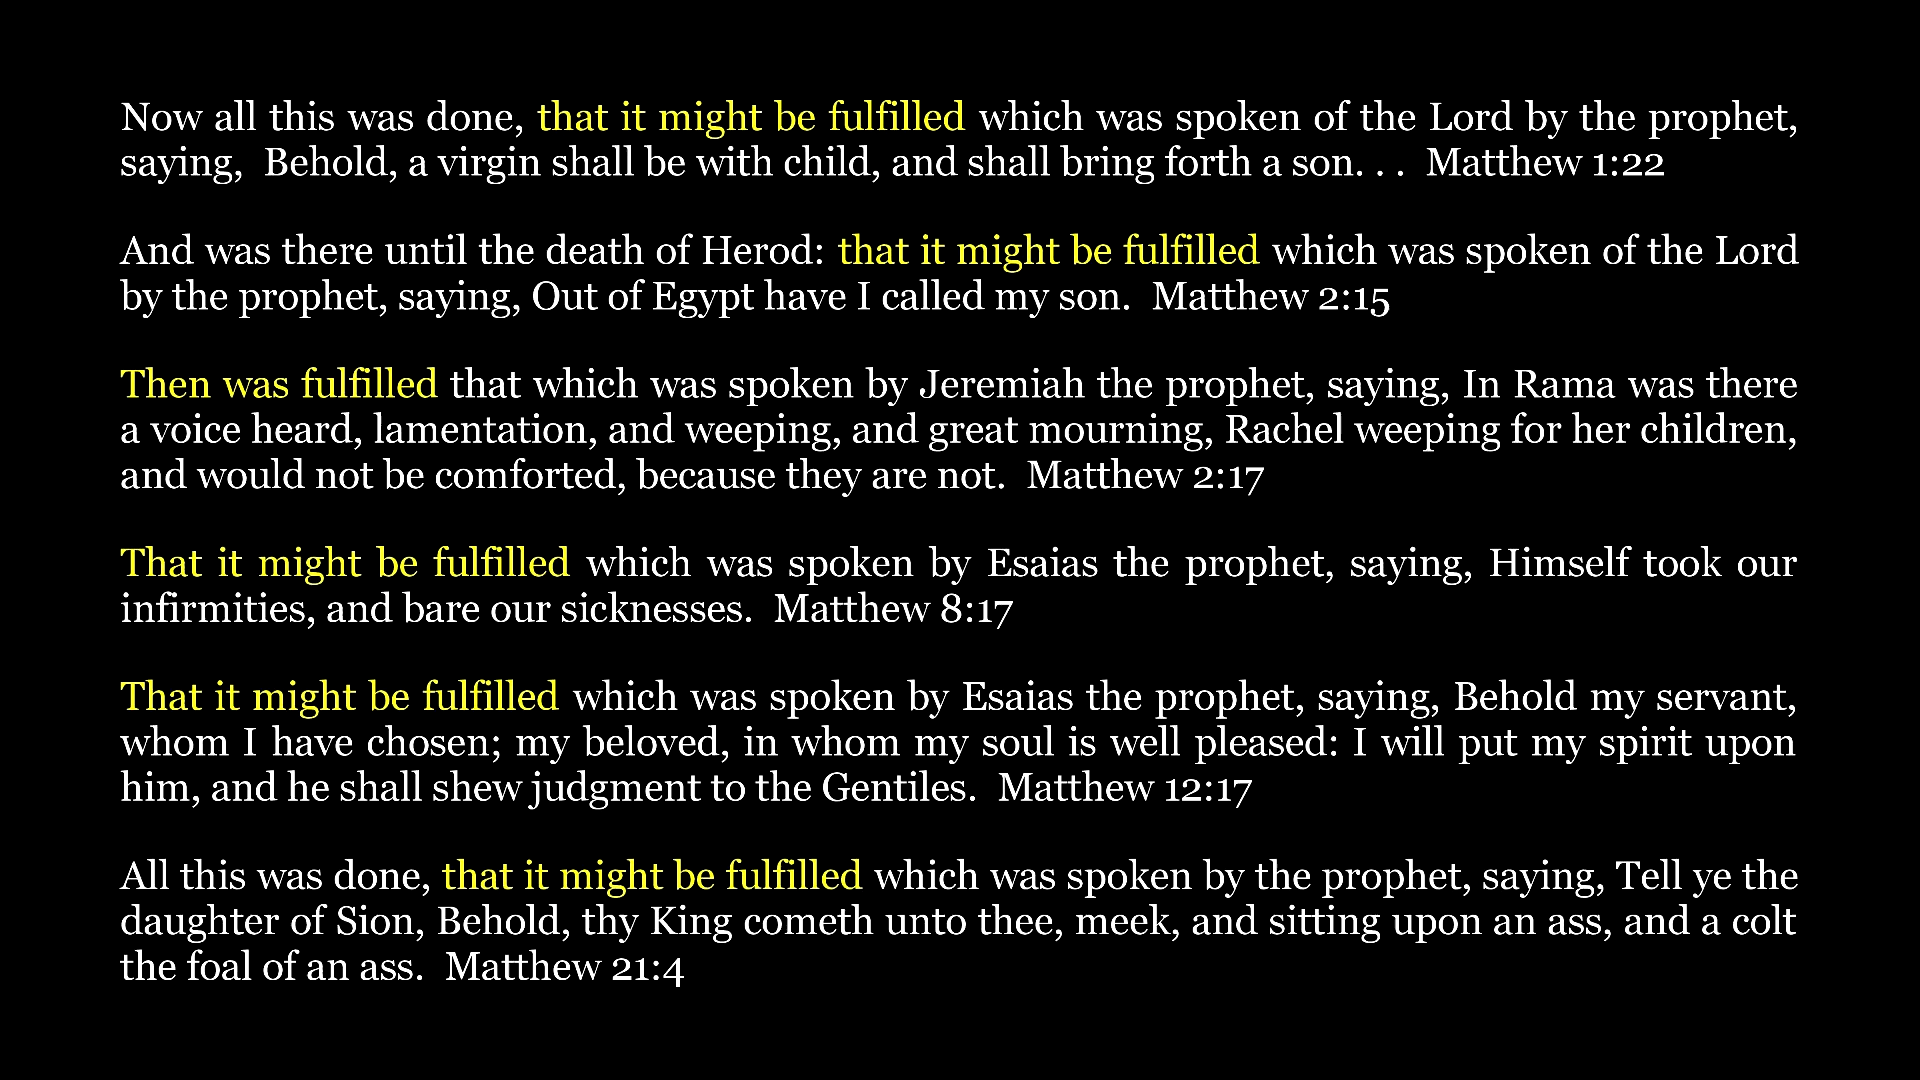 Now all this was done, that it might be fulfilled which was spoken of the Lord by the prophet,
saying,  Behold, a virgin shall be with child, and shall bring forth a son. . .  Matthew 1:22
And was there until the death of Herod: that it might be fulfilled which was spoken of the Lord
by the prophet, saying, Out of Egypt have I called my son.  Matthew 2:15
Then was fulfilled that which was spoken by Jeremiah the prophet, saying, In Rama was there
a voice heard, lamentation, and weeping, and great mourning, Rachel weeping for her children,
and would not be comforted, because they are not.  Matthew 2:17
That it might be fulfilled which was spoken by Esaias the prophet, saying, Himself took our
infirmities, and bare our sicknesses.  Matthew 8:17
That it might be fulfilled which was spoken by Esaias the prophet, saying, Behold my servant,
whom I have chosen; my beloved, in whom my soul is well pleased: I will put my spirit upon
him, and he shall shew judgment to the Gentiles.  Matthew 12:17
All this was done, that it might be fulfilled which was spoken by the prophet, saying, Tell ye the
daughter of Sion, Behold, thy King cometh unto thee, meek, and sitting upon an ass, and a colt
the foal of an ass.  Matthew 21:4